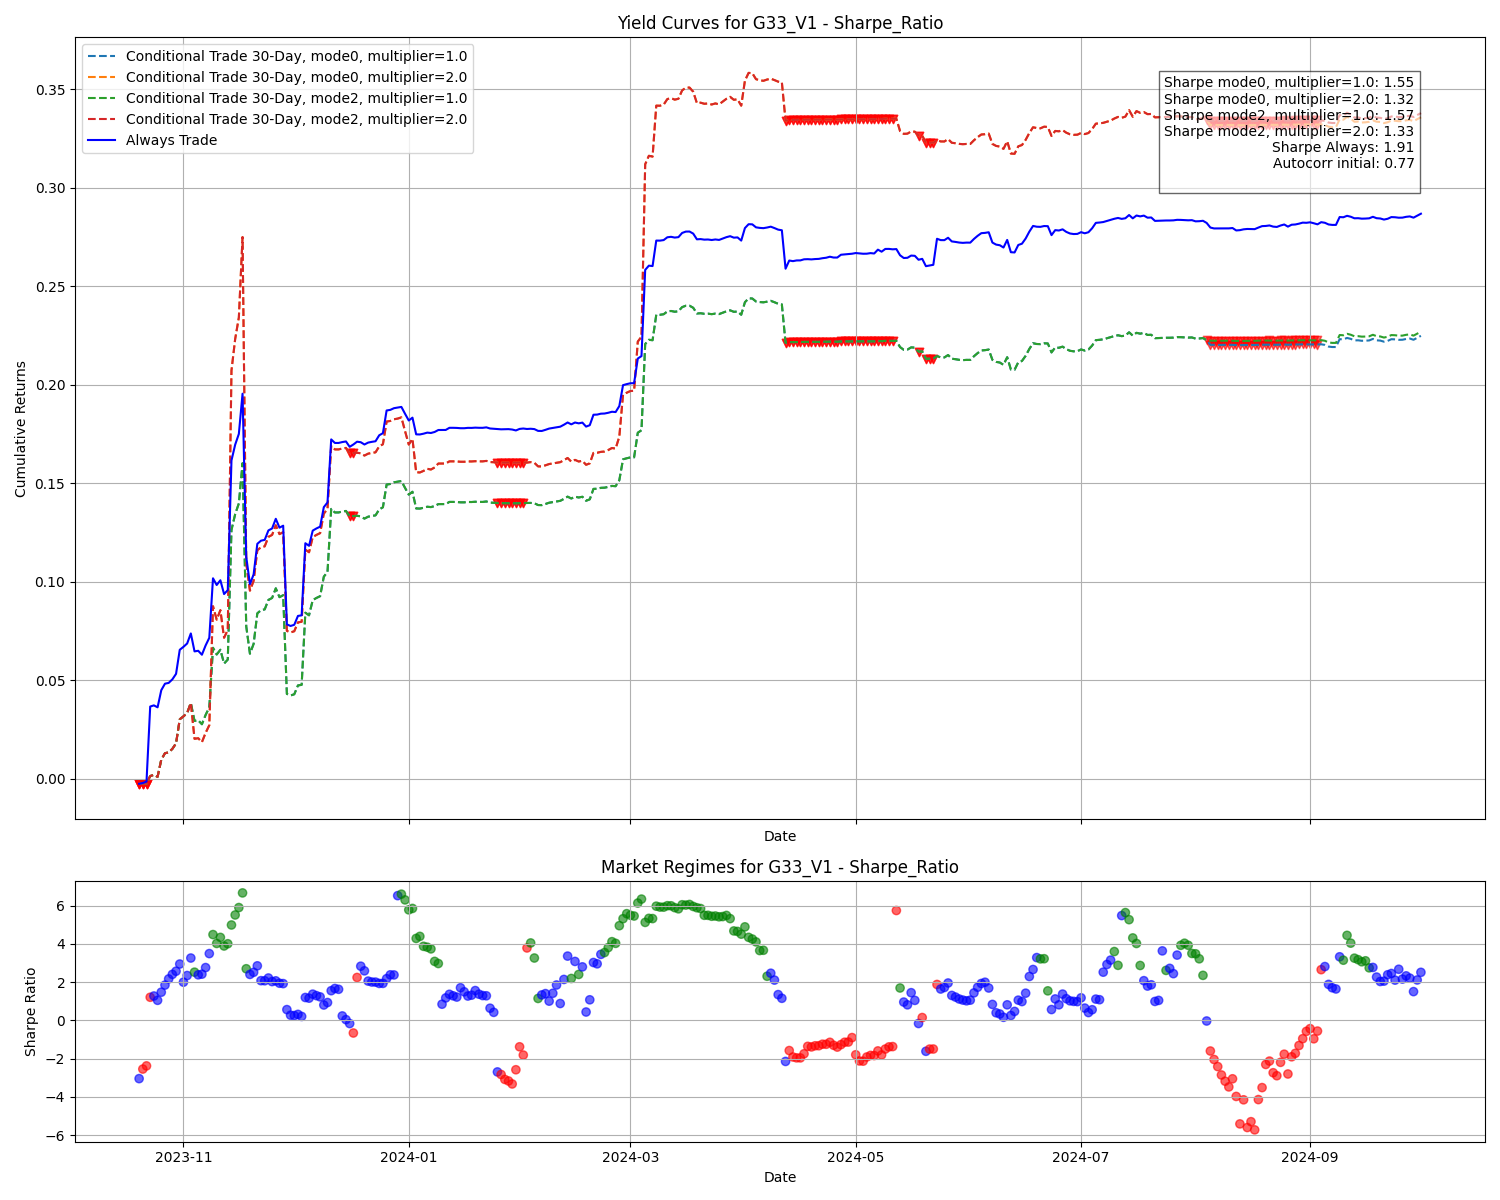 Yield Curves for G33_V1 - Sharpe_Ratio
Conditional Trade 30-Day, mode0, multiplier=1.0
Conditional Trade 30-Day, mode0, multiplier=2.0
Conditional Trade 30-Day, mode2, multiplier=1.0
Conditional Trade 30-Day, mode2, multiplier=2.0
Always Trade
Sharpe mode0, multiplier=1.0: 1.55
Sharpe mode0, multiplier=2.0: 1.32
Sharpe mode2, multiplier=1.0: 1.57
Sharpe mode2, multiplier=2.0: 1.33
Sharpe Always: 1.91
Autocorr initial: 0.77
Cumulative Returns
0.35
0.30
0.25
0.20
0.15
0.10
0.05
0.00
Date
Market Regimes for G33_V1 - Sharpe_Ratio
Sharpe Ratio
6
4
2
0
−2
−4
−6
2023-11
2024-01
2024-03
2024-05
2024-07
2024-09
Date